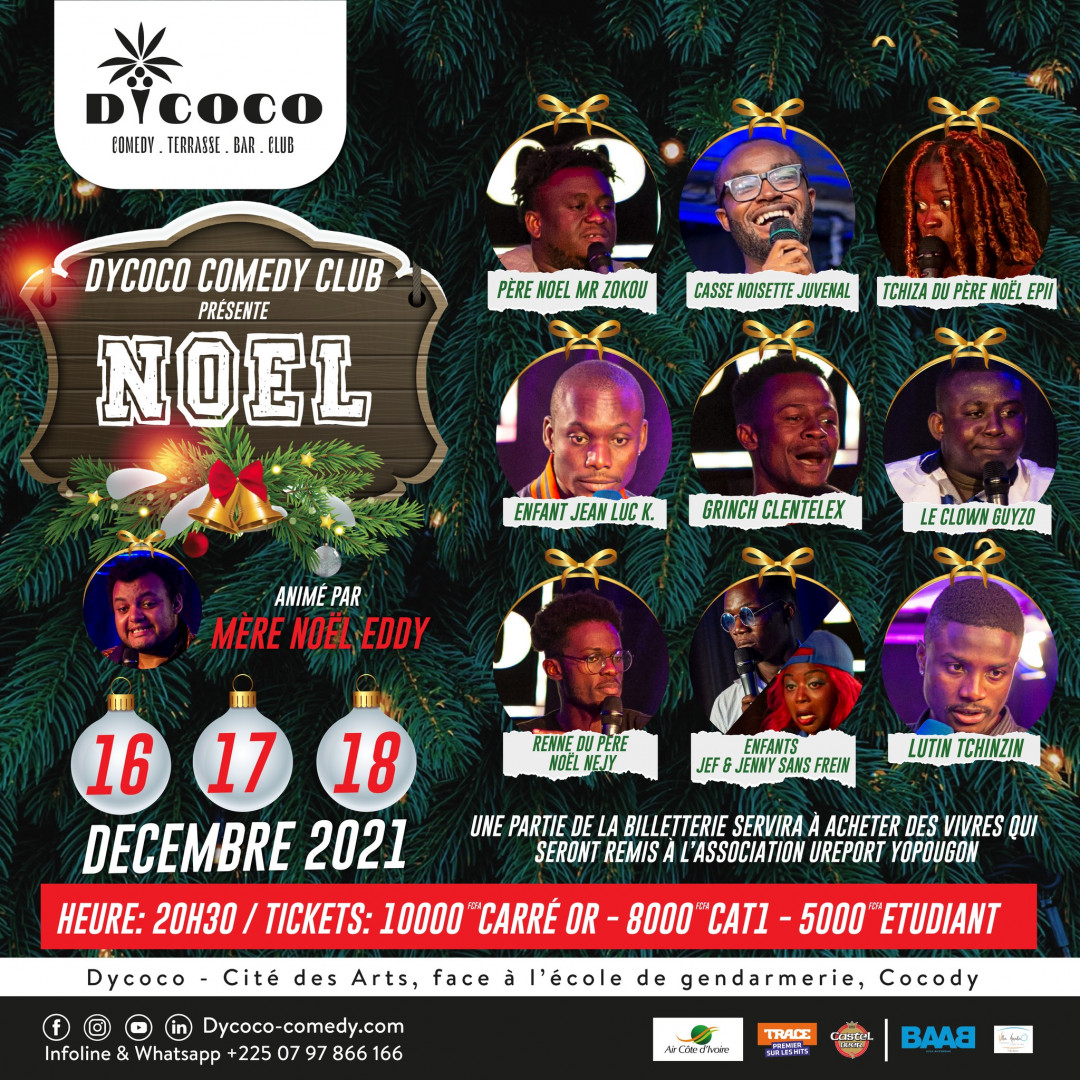 DYCOCO
COMEDY . TERRASSE . BAR . CLUB
DYCOCO COMEDY CLUB
PRÉSENTE
NOEL
ANIMÉ PAR
MÈRE NOËL EDDY
16 17 18
DECEMBRE 2021
PÈRE NOEL MR ZOKOU
CASSE NOISETTE JUVENAL
TCHIZA DU PÈRE NOËL EPII
ENFANT JEAN LUC K.
GRINCH CLENTELEX
LE CLOWN GUYZO
RENNE DU PÈRE
NOËL NEJY
ENFANTS
JEF & JENNY SANS FREIN
LUTIN TCHINZIN
UNE PARTIE DE LA BILLETTERIE SERVIRA À ACHETER DES VIVRES QUI
SERONT REMIS À L'ASSOCIATION UREPORT YOPOUGON
HEURE: 20H30 / TICKETS: 10000 FCFA CARRÉ OR - 8000 FCFA CAT1 - 5000 FCFA ETUDIANT
Dycoco - Cité des Arts, face à l'école de gendarmerie, Cocody
Dycoco-comedy.com
Infoline & Whatsapp +225 07 97 866 166
Air Côte d'Ivoire
TRACE
PREMIER
SUR LES HITS
CASTEL
BEER
BAAB